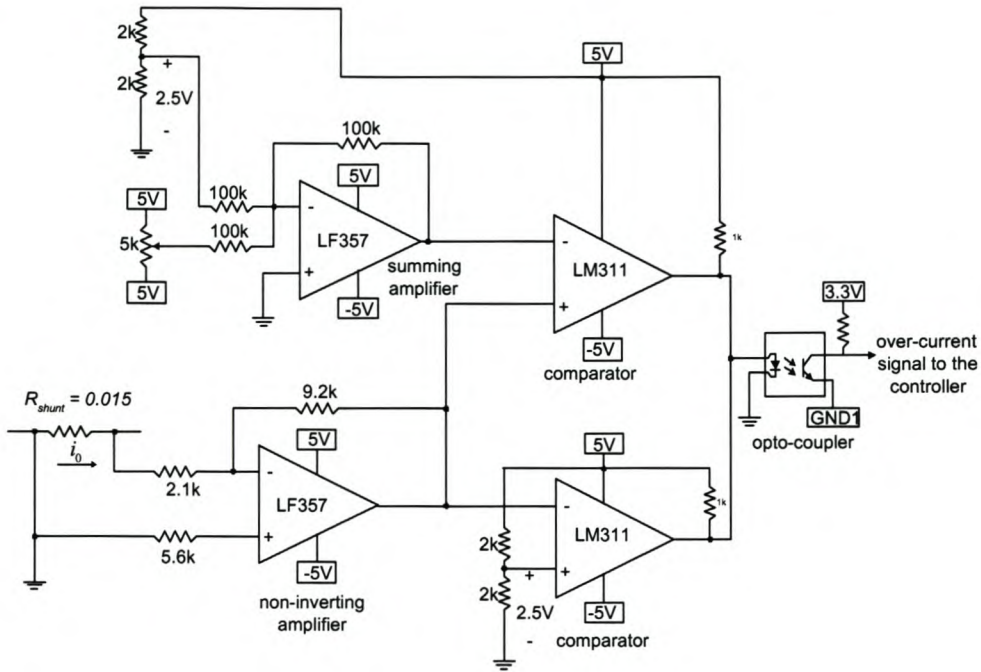 2k
2k
+
2.5V
-
5V
100k
5V
100k
100k
-
+
LF357
-5V
summing
amplifier
5V
5k
5V
-
+
LM311
-5V
comparator
1k
3.3V
over-current
signal to the
controller
GND1
opto-coupler
R_shunt = 0.015
i_0
9.2k
5V
2.1k
5.6k
-
+
LF357
-5V
non-inverting
amplifier
5V
1k
-
+
LM311
-5V
2k
2k
+
2.5V
-
comparator